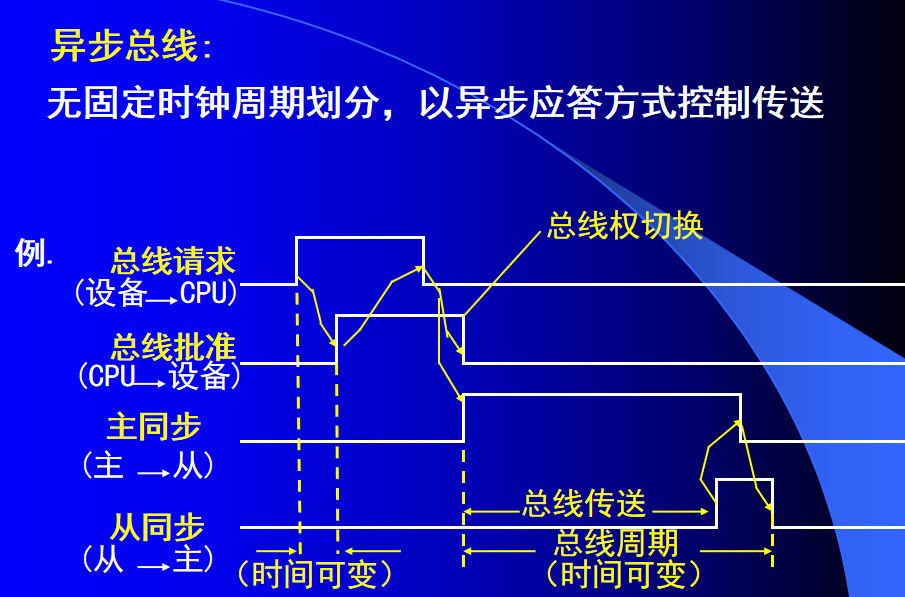 异步总线:
无固定时钟周期划分，以异步应答方式控制传送
总线权切换
例.
总线请求
(设备→CPU)
总线批准
(CPU→设备)
主同步
(主 →从)
总线传送
从同步
(从 →主)
总线周期
(时间可变)
(时间可变)